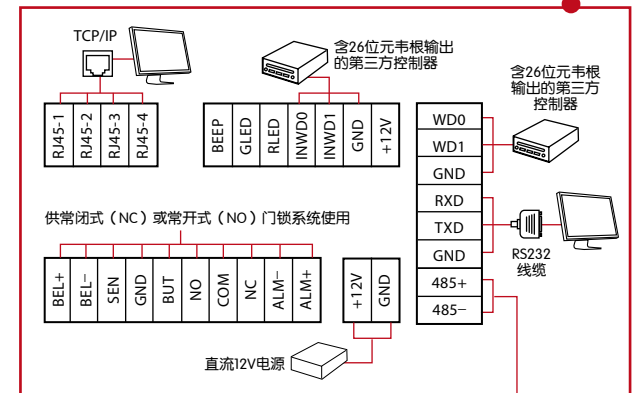 TCP/IP
RJ45-1
RJ45-2
RJ45-3
RJ45-4
含26位元韦根输出
的第三方控制器
BEEP
GLED
RLED
INWD0
INWD1
GND
+12V
含26位元韦根
输出的第三方
控制器
WD0
WD1
GND
RXD
TXD
GND
485+
485−
RS232
线缆
供常闭式（NC）或常开式（NO）门锁系统使用
BEL+
BEL−
SEN
GND
BUT
NO
COM
NC
ALM−
ALM+
+12V
GND
直流12V电源